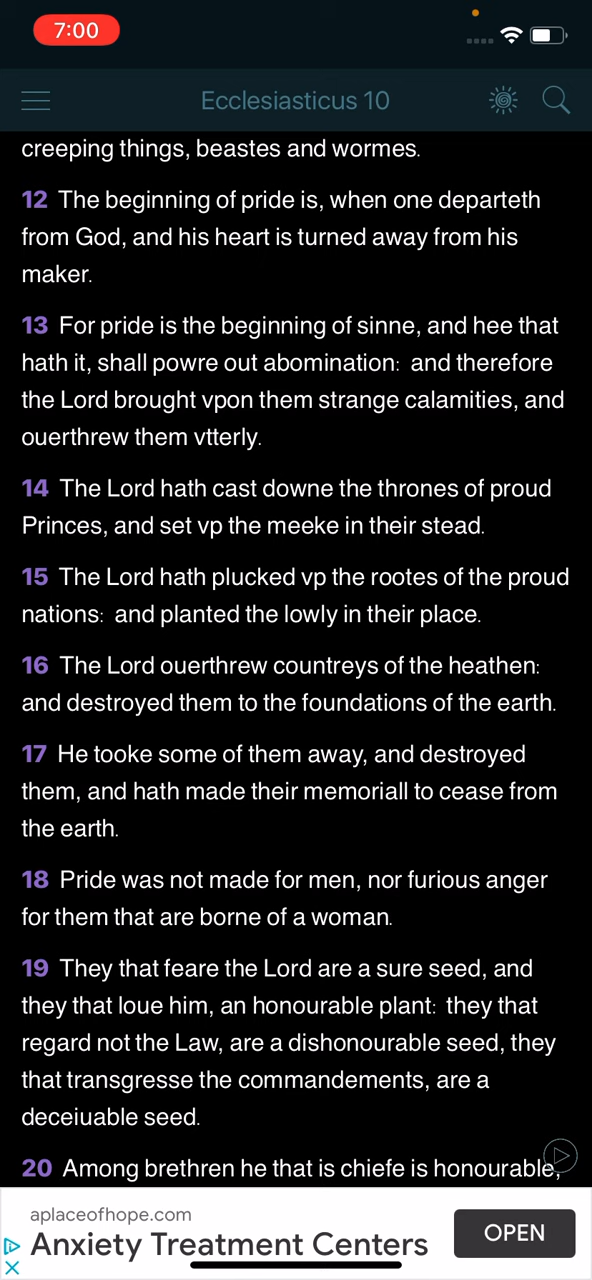 7:00
Ecclesiasticus 10
creeping things, beastes and wormes.
12 The beginning of pride is, when one departeth
from God, and his heart is turned away from his
maker.
13 For pride is the beginning of sinne, and hee that
hath it, shall powre out abomination: and therefore
the Lord brought vpon them strange calamities, and
ouerthrew them vtterly.
14 The Lord hath cast downe the thrones of proud
Princes, and set vp the meeke in their stead.
15 The Lord hath plucked vp the rootes of the proud
nations: and planted the lowly in their place.
16 The Lord ouerthrew countreys of the heathen:
and destroyed them to the foundations of the earth.
17 He tooke some of them away, and destroyed
them, and hath made their memoriall to cease from
the earth.
18 Pride was not made for men, nor furious anger
for them that are borne of a woman.
19 They that feare the Lord are a sure seed, and
they that loue him, an honourable plant: they that
regard not the Law, are a dishonourable seed, they
that transgresse the commandements, are a
deceiuable seed.
20 Among brethren he that is chiefe is honourable,
aplaceofhope.com
Anxiety Treatment Centers
OPEN